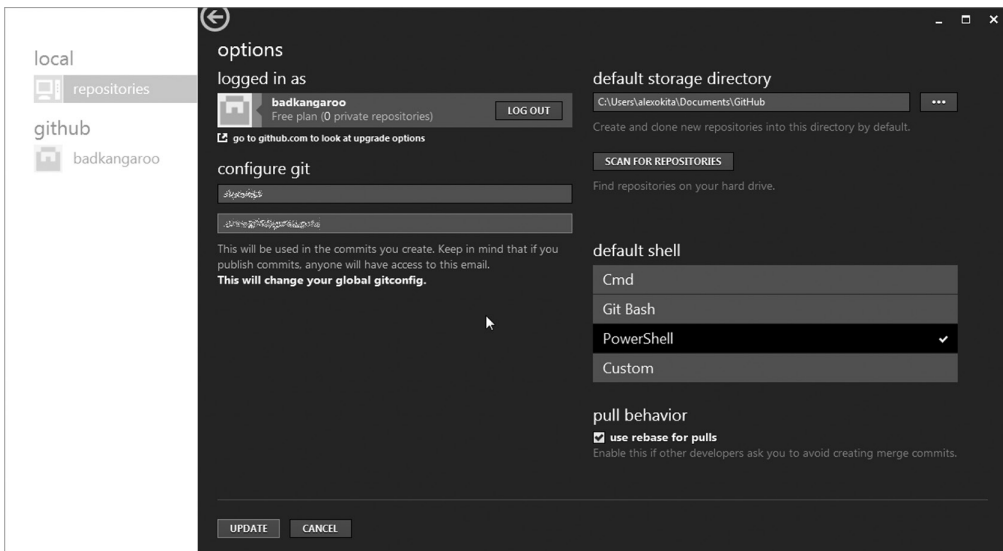 local
repositories
github
badkangaroo
options
logged in as
badkangaroo
Free plan (0 private repositories)
LOG OUT
go to github.com to look at upgrade options
configure git
This will be used in the commits you create. Keep in mind that if you
publish commits, anyone will have access to this email.
This will change your global gitconfig.
default storage directory
C:\Users\alexokita\Documents\GitHub
Create and clone new repositories into this directory by default.
SCAN FOR REPOSITORIES
Find repositories on your hard drive.
default shell
Cmd
Git Bash
PowerShell
Custom
pull behavior
use rebase for pulls
Enable this if other developers ask you to avoid creating merge commits.
UPDATE
CANCEL